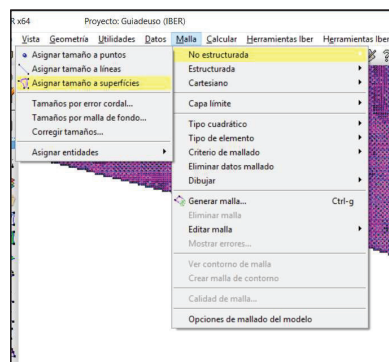 R x64 Proyecto: Guiadeuso (IBER)
Vista Geometría Utilidades Datos Malla Calcular Herramientas Iber Herramientas Iber
Asignar tamaño a puntos
Asignar tamaño a líneas
Asignar tamaño a superfícies
Tamaños por error cordal...
Tamaños por malla de fondo...
Corregir tamaños...
Asignar entidades
No estructurada
Estructurada
Cartesiano
Capa límite
Tipo cuadrático
Tipo de elemento
Criterio de mallado
Eliminar datos mallado
Dibujar
Generar malla... Ctrl-g
Eliminar malla
Editar malla
Mostrar errores...
Ver contorno de malla
Crear malla de contorno
Calidad de malla...
Opciones de mallado del modelo